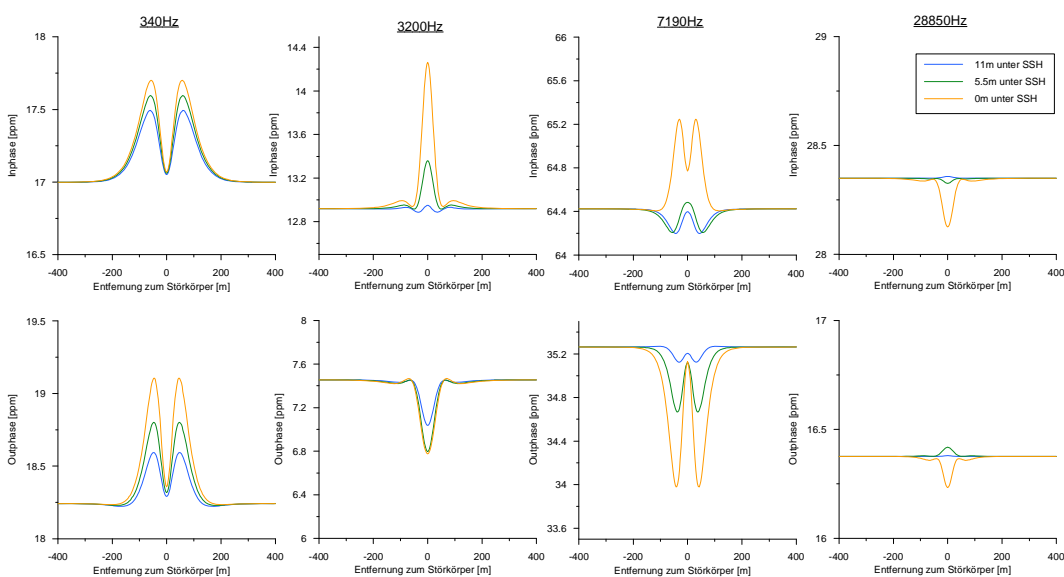 340Hz
3200Hz
7190Hz
28850Hz
Inphase [ppm]
18
17.5
17
16.5
-400 -200 0 200 400
Entfernung zum Störkörper [m]
Inphase [ppm]
14.4
14
13.6
13.2
12.8
-400 -200 0 200 400
Entfernung zum Störkörper [m]
Inphase [ppm]
66
65.6
65.2
64.8
64.4
64
-400 -200 0 200 400
Entfernung zum Störkörper [m]
Inphase [ppm]
29
28.5
28
-400 -200 0 200 400
Entfernung zum Störkörper [m]
11m unter SSH
5.5m unter SSH
0m unter SSH
Outphase [ppm]
19.5
19
18.5
18
-400 -200 0 200 400
Entfernung zum Störkörper [m]
Outphase [ppm]
8.4
7.8
7.2
6.6
6
-400 -200 0 200 400
Entfernung zum Störkörper [m]
Outphase [ppm]
35.2
34.8
34.4
34
33.6
-400 -200 0 200 400
Entfernung zum Störkörper [m]
Outphase [ppm]
17
16.5
16
-400 -200 0 200 400
Entfernung zum Störkörper [m]